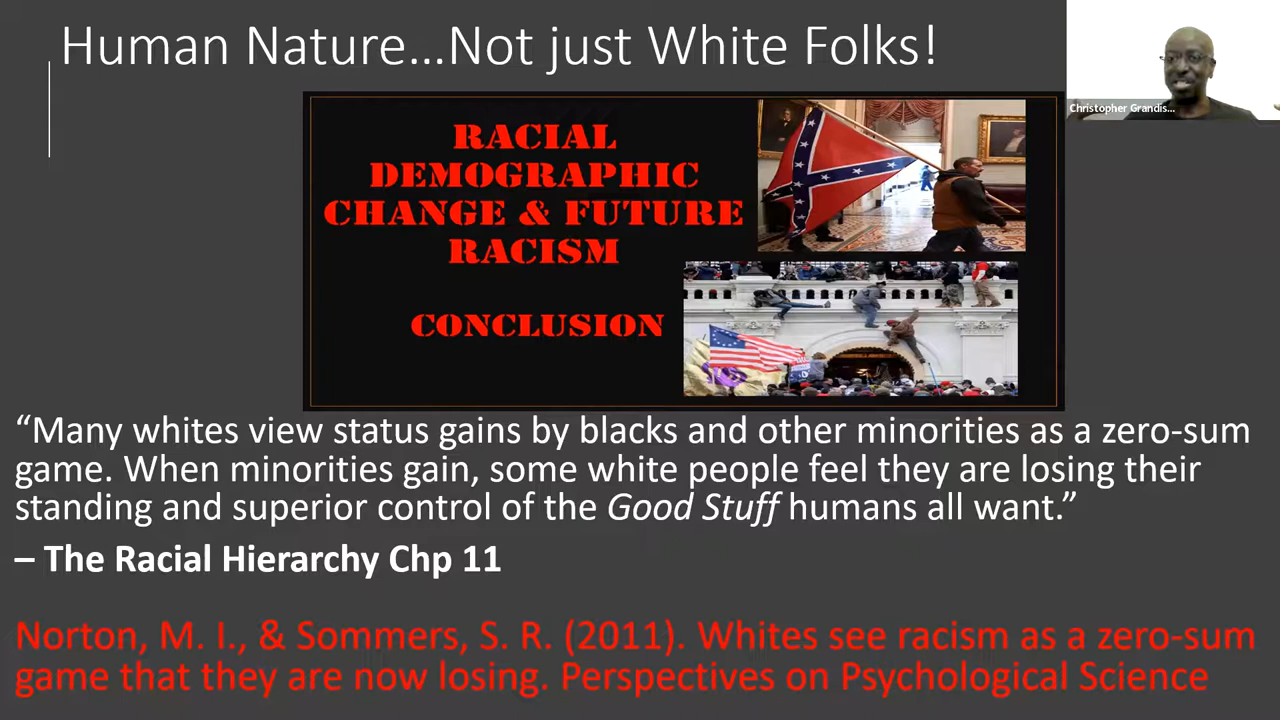 Human Nature...Not just White Folks!
Christopher Grandis...
RACIAL
DEMOGRAPHIC
CHANGE & FUTURE
RACISM
CONCLUSION
“Many whites view status gains by blacks and other minorities as a zero-sum
game. When minorities gain, some white people feel they are losing their
standing and superior control of the Good Stuff humans all want.”
– The Racial Hierarchy Chp 11
Norton, M. I., & Sommers, S. R. (2011). Whites see racism as a zero-sum
game that they are now losing. Perspectives on Psychological Science